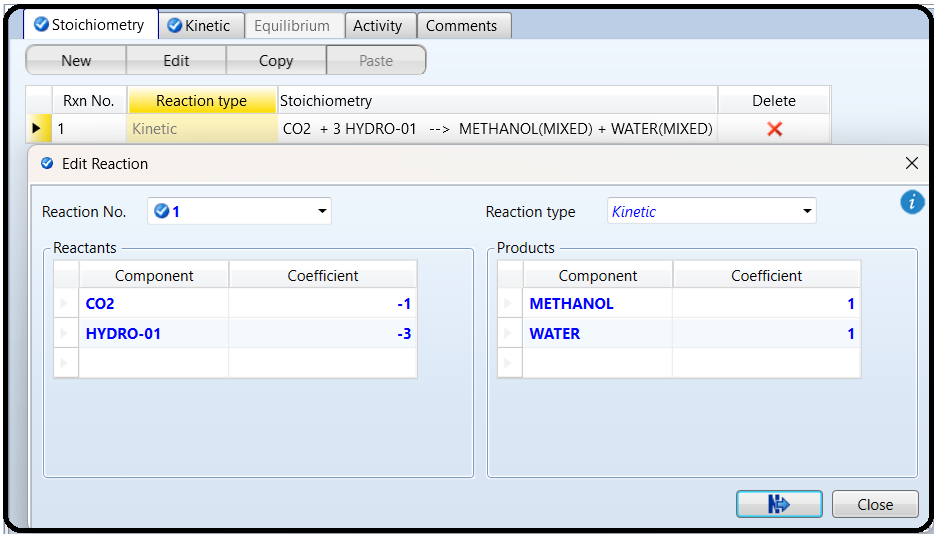 Stoichiometry Kinetic Equilibrium Activity Comments
New Edit Copy Paste
Rxn No. Reaction type Stoichiometry Delete
1 Kinetic CO2 + 3 HYDRO-01 --> METHANOL(MIXED) + WATER(MIXED)
Edit Reaction
Reaction No. 1 Reaction type Kinetic
Reactants Products
Component Coefficient Component Coefficient
CO2 -1 METHANOL 1
HYDRO-01 -3 WATER 1
N Close